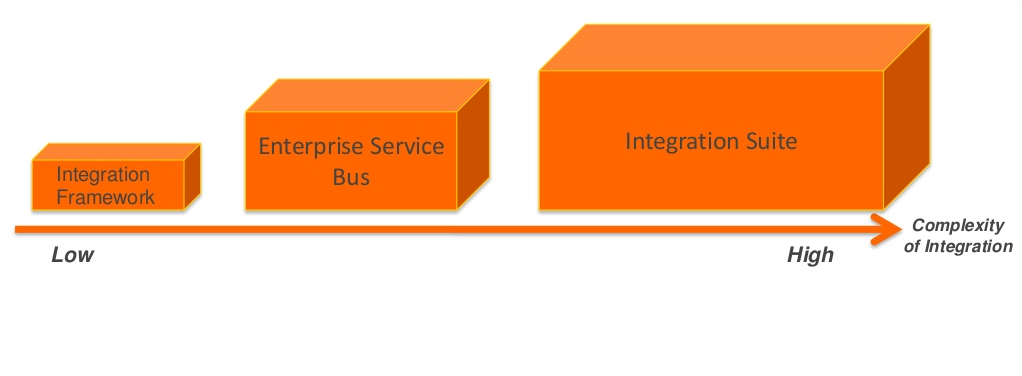 Integration
Framework
Enterprise Service
Bus
Integration Suite
Low
High
Complexity
of Integration